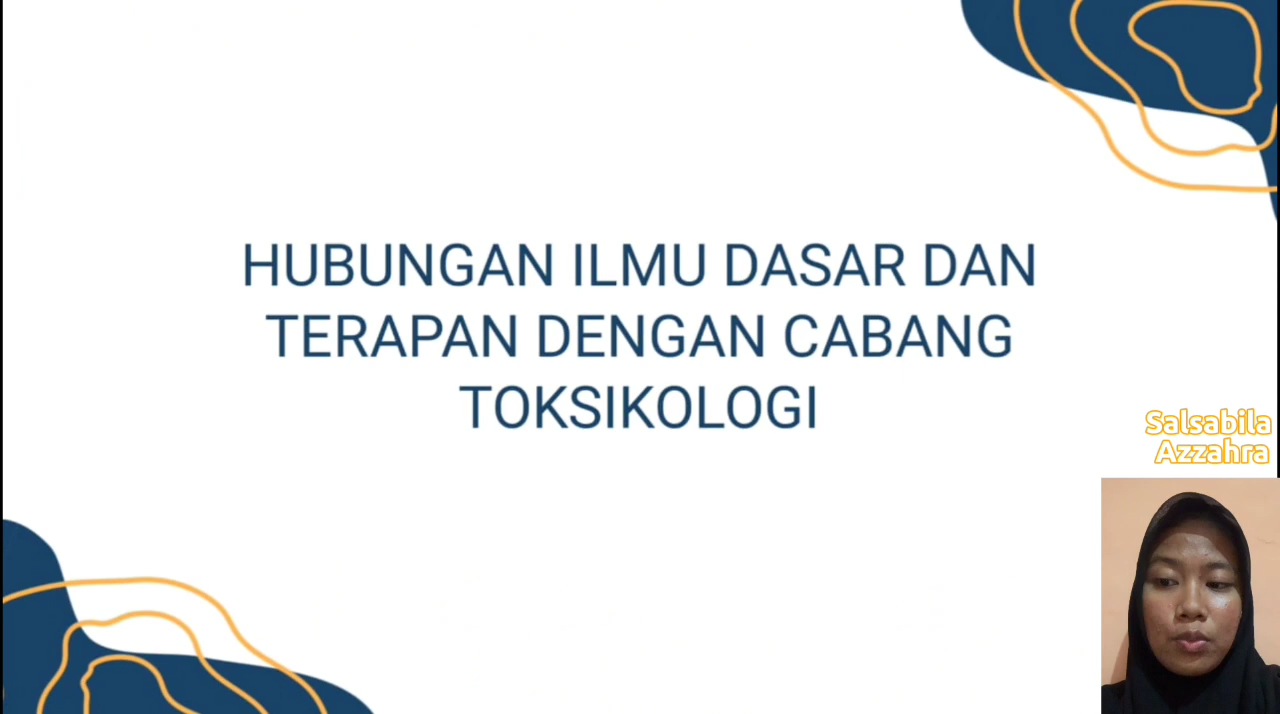 HUBUNGAN ILMU DASAR DAN
TERAPAN DENGAN CABANG
TOKSIKOLOGI
Salsabila
Azzahra